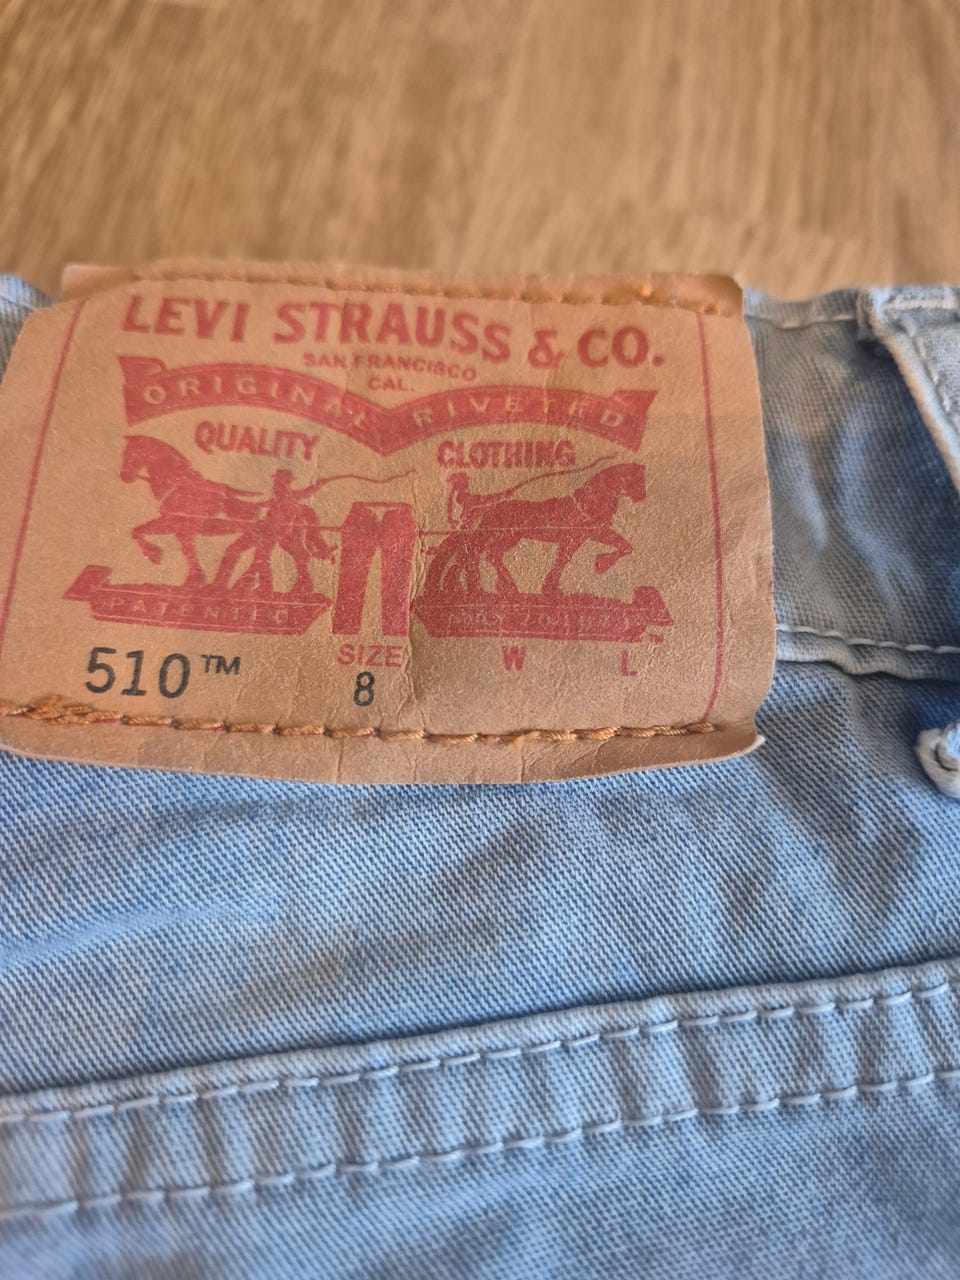 LEVI STRAUSS & CO.
SAN FRANCISCO
CAL.
ORIGINAL RIVETED
QUALITY CLOTHING
SIZE W L
510™ 8